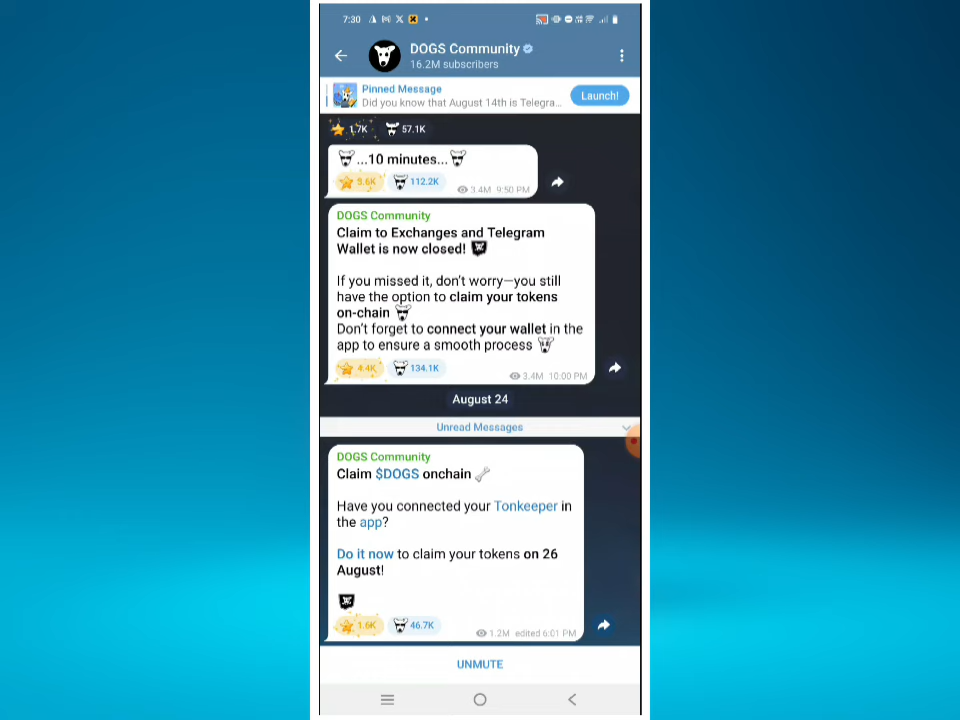 7:30
DOGS Community
16.2M subscribers
Pinned Message
Did you know that August 14th is Telegra...
Launch!
1.7K 57.1K
...10 minutes...
3.6K 112.2K 3.4M 9:50 PM
DOGS Community
Claim to Exchanges and Telegram
Wallet is now closed!
If you missed it, don't worry—you still
have the option to claim your tokens
on-chain
Don't forget to connect your wallet in the
app to ensure a smooth process
4.4K 134.1K 3.4M 10:00 PM
August 24
Unread Messages
DOGS Community
Claim $DOGS onchain
Have you connected your Tonkeeper in
the app?
Do it now to claim your tokens on 26
August!
1.6K 46.7K 1.2M edited 6:01 PM
UNMUTE